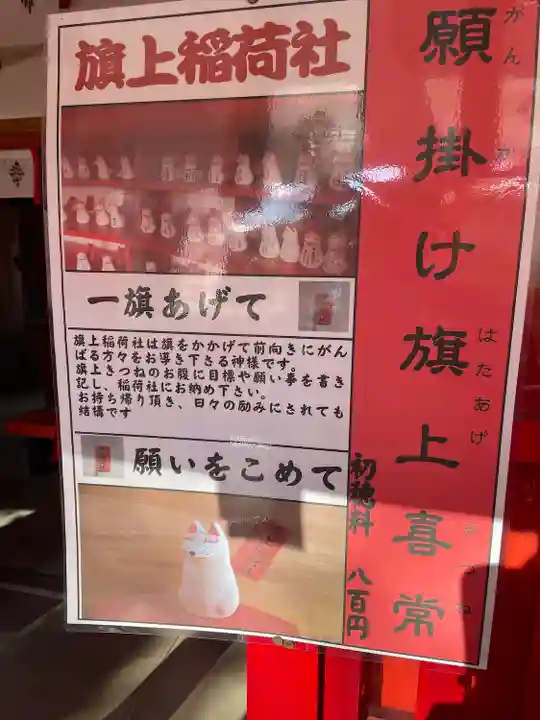 旗上稲荷社
一旗あげて
旗上稲荷社は旗をかかげて前向きにがん
ばる方々をお導き下さる神様です。
旗上きつねのお腹に目標や願い事を書き
記し、稲荷社にお納め下さい。
お持ち帰り頂き、日々の励みにされても
結構です
願いをこめて
願掛け旗上喜常
がん
か
はたあげ
きつね
初穂料 八百円